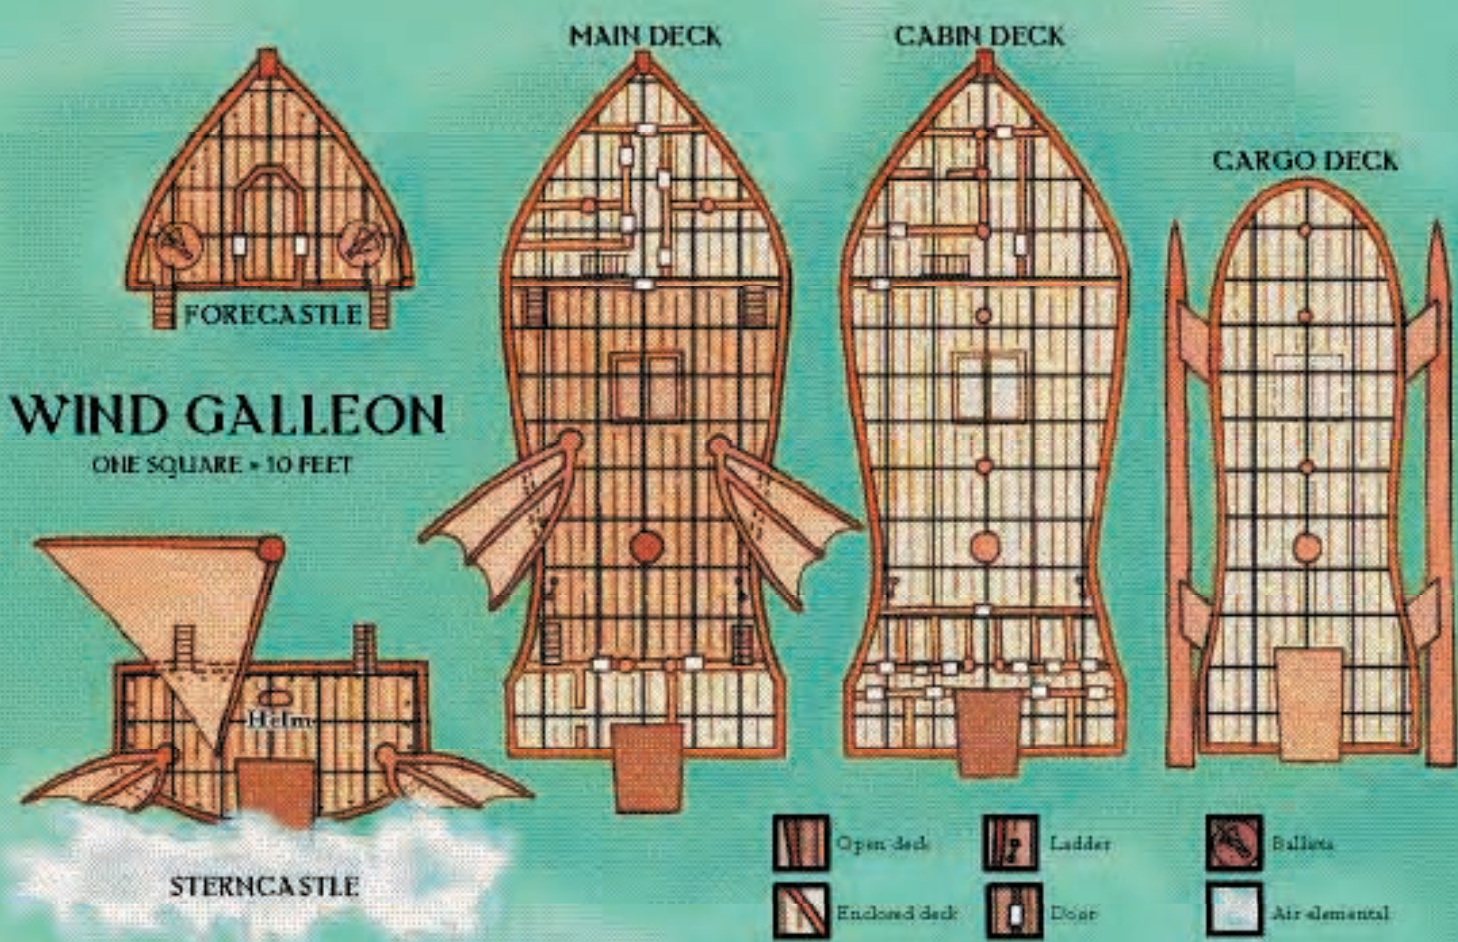 MAIN DECK
CABIN DECK
CARGO DECK
FORECASTLE
WIND GALLEON
ONE SQUARE = 10 FEET
Helm
STERNCASTLE
Open deck
Ladder
Ballista
Enclosed deck
Door
Air elemental